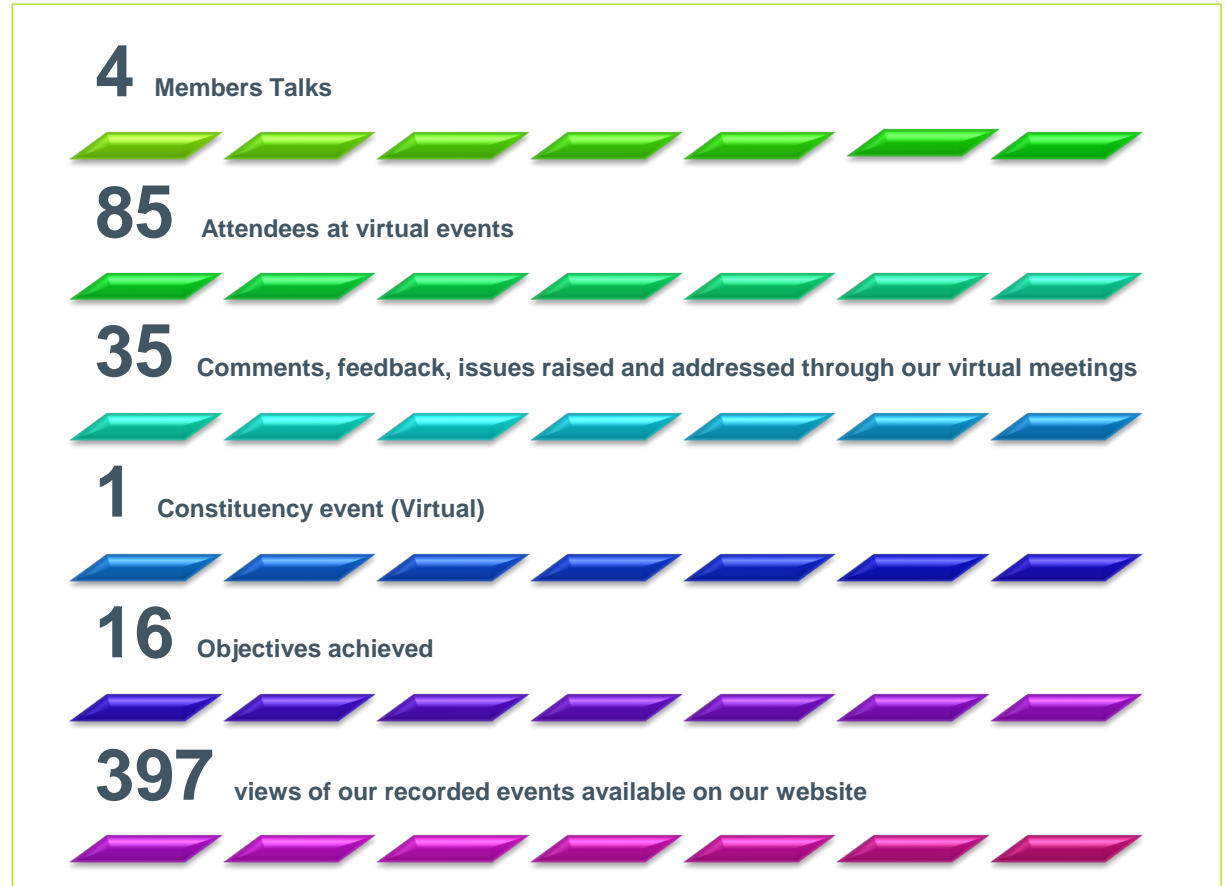 4 Members Talks
85 Attendees at virtual events
35 Comments, feedback, issues raised and addressed through our virtual meetings
1 Constituency event (Virtual)
16 Objectives achieved
397 views of our recorded events available on our website